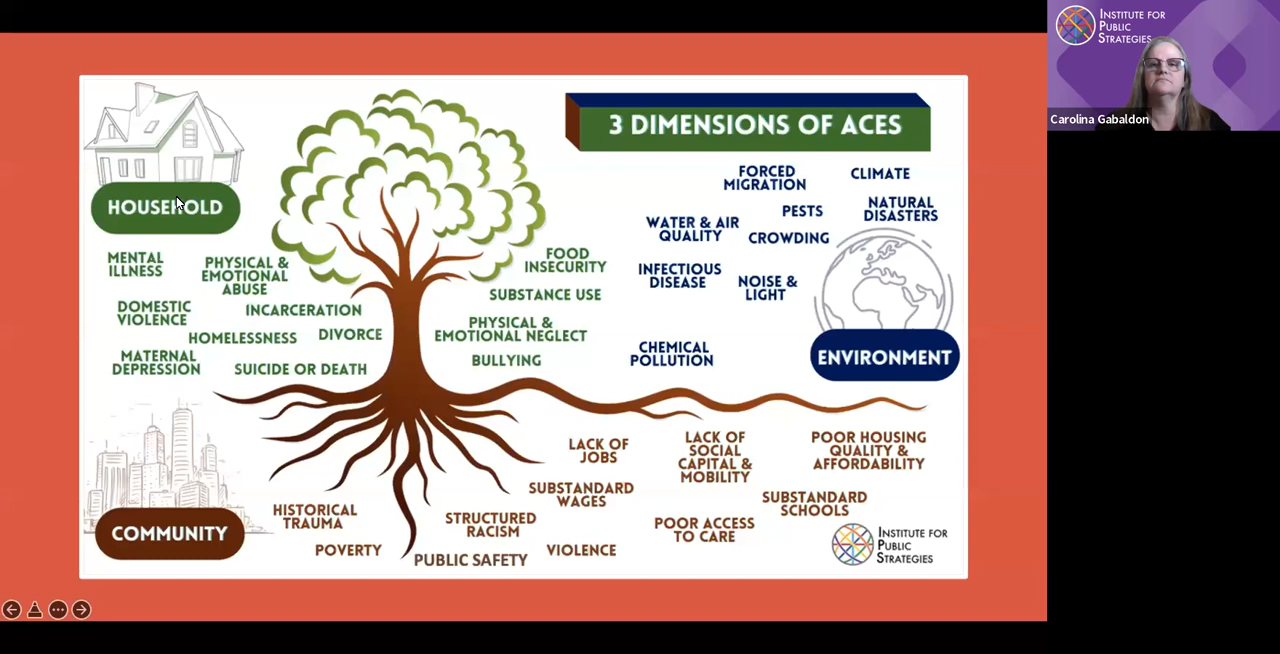 3 DIMENSIONS OF ACES
HOUSEHOLD
MENTAL
ILLNESS
PHYSICAL &
EMOTIONAL
ABUSE
DOMESTIC
VIOLENCE
INCARCERATION
HOMELESSNESS
DIVORCE
MATERNAL
DEPRESSION
SUICIDE OR DEATH
FOOD
INSECURITY
SUBSTANCE USE
PHYSICAL &
EMOTIONAL NEGLECT
BULLYING
FORCED
MIGRATION
CLIMATE
PESTS
NATURAL
DISASTERS
WATER & AIR
QUALITY
CROWDING
INFECTIOUS
DISEASE
NOISE &
LIGHT
CHEMICAL
POLLUTION
ENVIRONMENT
COMMUNITY
LACK OF
JOBS
LACK OF
SOCIAL
CAPITAL &
MOBILITY
POOR HOUSING
QUALITY &
AFFORDABILITY
SUBSTANDARD
WAGES
SUBSTANDARD
SCHOOLS
HISTORICAL
TRAUMA
STRUCTURED
RACISM
POOR ACCESS
TO CARE
POVERTY
PUBLIC SAFETY
VIOLENCE
INSTITUTE FOR
PUBLIC
STRATEGIES
INSTITUTE FOR
PUBLIC
STRATEGIES
Carolina Gabaldon